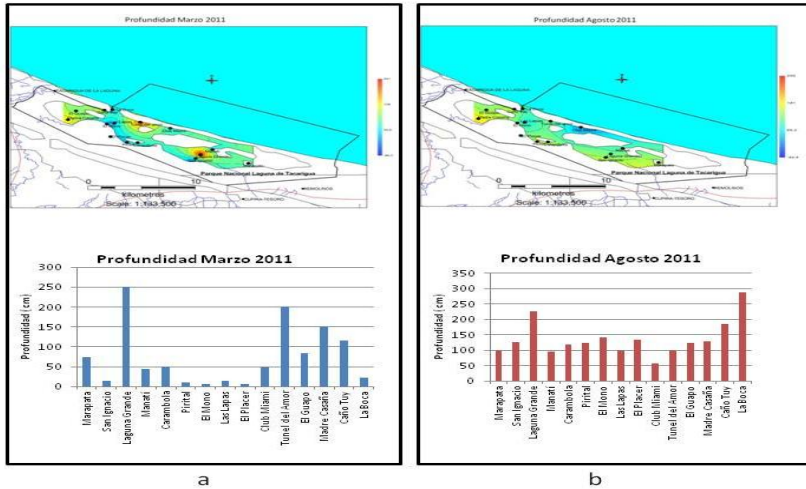 Profundidad Marzo 2011
10
Parque Nacional Laguna de Tacarigua
kilometros
Scale: 1:133,500
Profundidad Marzo 2011
Profundidad (cm)
300
250
200
150
100
50
0
Marapata
San Ignacio
Laguna Grande
Manatí
Carambola
Pirital
El Mono
Las Lapas
El Placer
Club Miami
Tunel del Amor
El Guapo
Madre Casaña
Caño Tuy
La Boca
a
Profundidad Agosto 2011
10
Parque Nacional Laguna de Tacarigua
kilometros
Scale: 1:133,500
Profundidad Agosto 2011
Profundidad (cm)
350
300
250
200
150
100
50
0
Marapata
San Ignacio
Laguna Grande
Manatí
Carambola
Pirital
El Mono
Las Lapas
El Placer
Club Miami
Tunel del Amor
El Guapo
Madre Casaña
Caño Tuy
La Boca
b